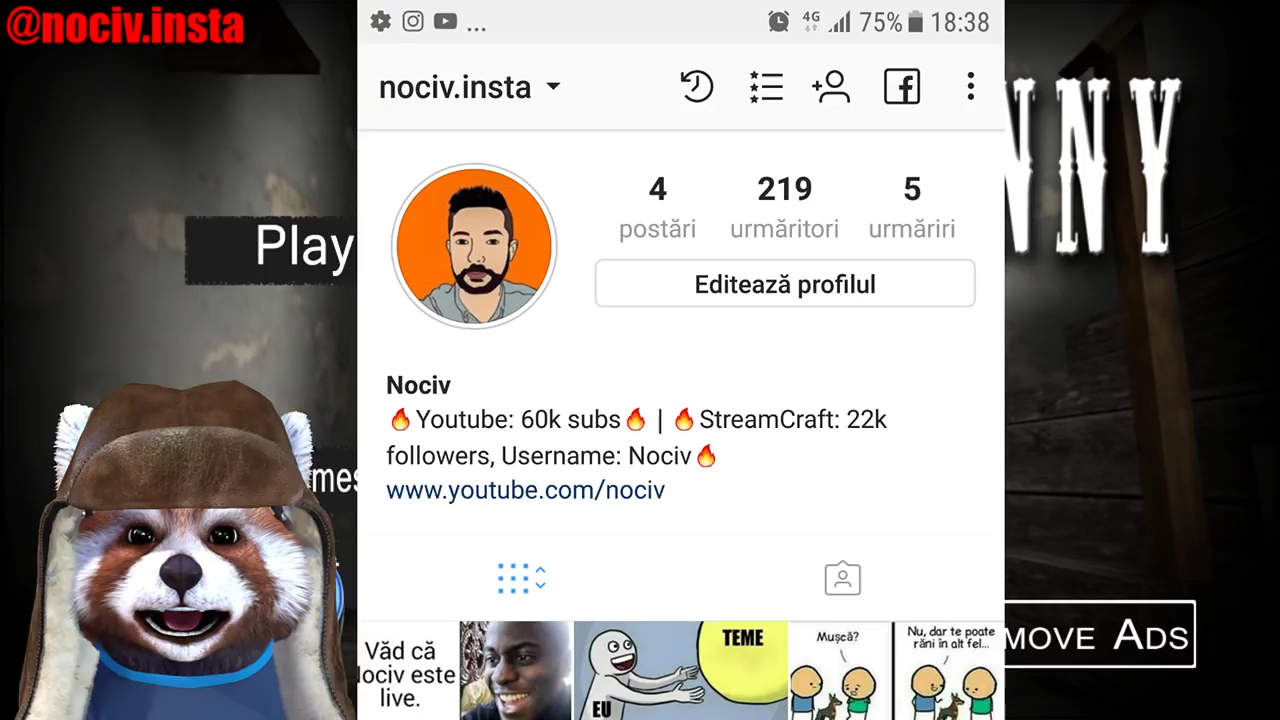 @nociv.insta
4G 75% 18:38
nociv.insta
4 219 5
postări urmăritori urmăriri
Editează profilul
Nociv
🔥Youtube: 60k subs🔥 | 🔥StreamCraft: 22k
followers, Username: Nociv🔥
www.youtube.com/nociv
Play
NNY
mes
MOVE ADS
Văd că
Nociv este
live.
TEME
EU
Mușcă?
Nu, dar te poate
răni în alt fel...